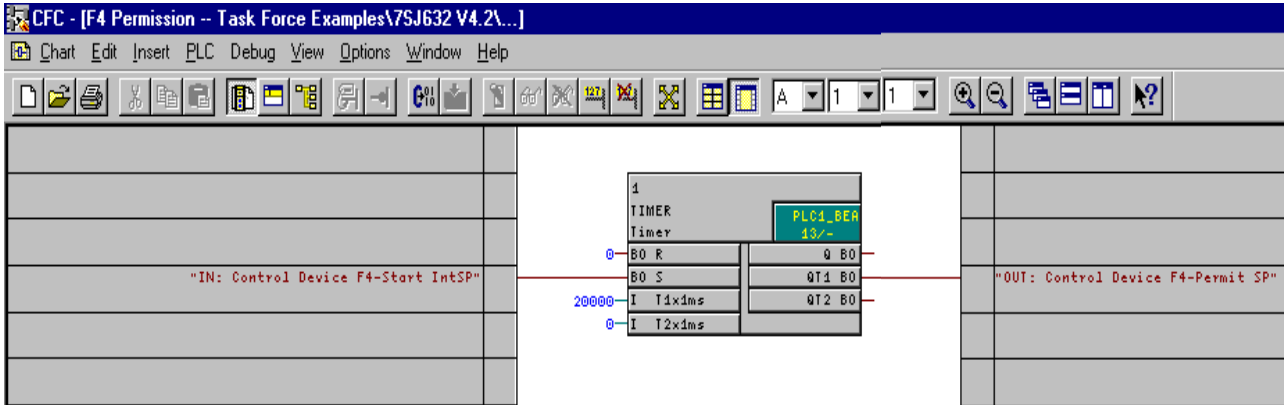 CFC - [F4 Permission -- Task Force Examples\7SJ632 V4.2\...]
Chart Edit Insert PLC Debug View Options Window Help
A 1 1
1
TIMER
Timer
PLC1_BEA
13/-
0 BO R Q BO
"IN: Control Device F4-Start IntSP" BO S QT1 BO "OUT: Control Device F4-Permit SP"
20000 I T1x1ms QT2 BO
0 I T2x1ms